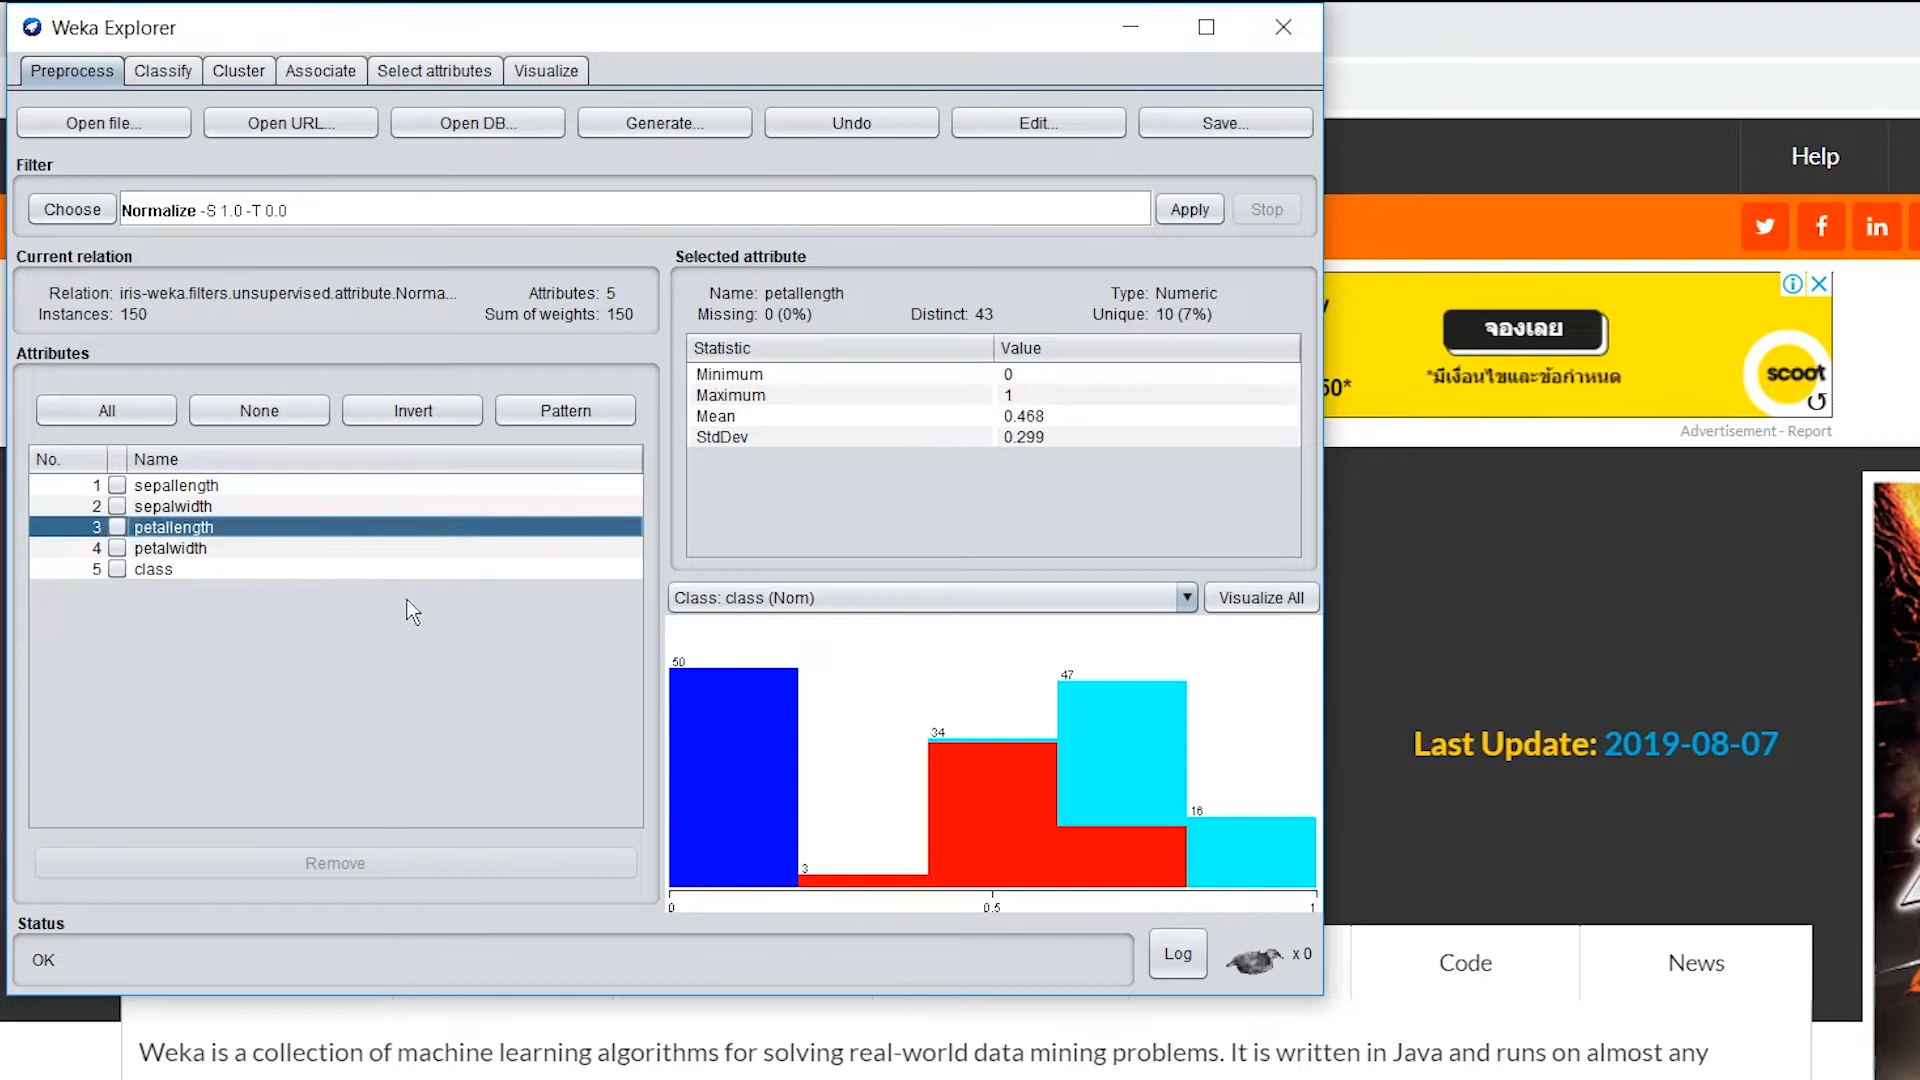 Weka Explorer
Preprocess Classify Cluster Associate Select attributes Visualize
Open file... Open URL... Open DB... Generate... Undo Edit... Save...
Filter
Choose Normalize -S 1.0 -T 0.0 Apply Stop
Current relation
Relation: iris-weka.filters.unsupervised.attribute.Norma... Attributes: 5
Instances: 150 Sum of weights: 150
Attributes
All None Invert Pattern
No. Name
1 sepallength
2 sepalwidth
3 petallength
4 petalwidth
5 class
Remove
Selected attribute
Name: petallength Type: Numeric
Missing: 0 (0%) Distinct: 43 Unique: 10 (7%)
Statistic Value
Minimum 0
Maximum 1
Mean 0.468
StdDev 0.299
Class: class (Nom) Visualize All
50
3
34
47
16
0 0.5 1
Status
OK
Log x 0
Help
จองเลย
50*
*มีเงื่อนไขและข้อกำหนด
scoot
Advertisement - Report
Last Update: 2019-08-07
Code News
Weka is a collection of machine learning algorithms for solving real-world data mining problems. It is written in Java and runs on almost any